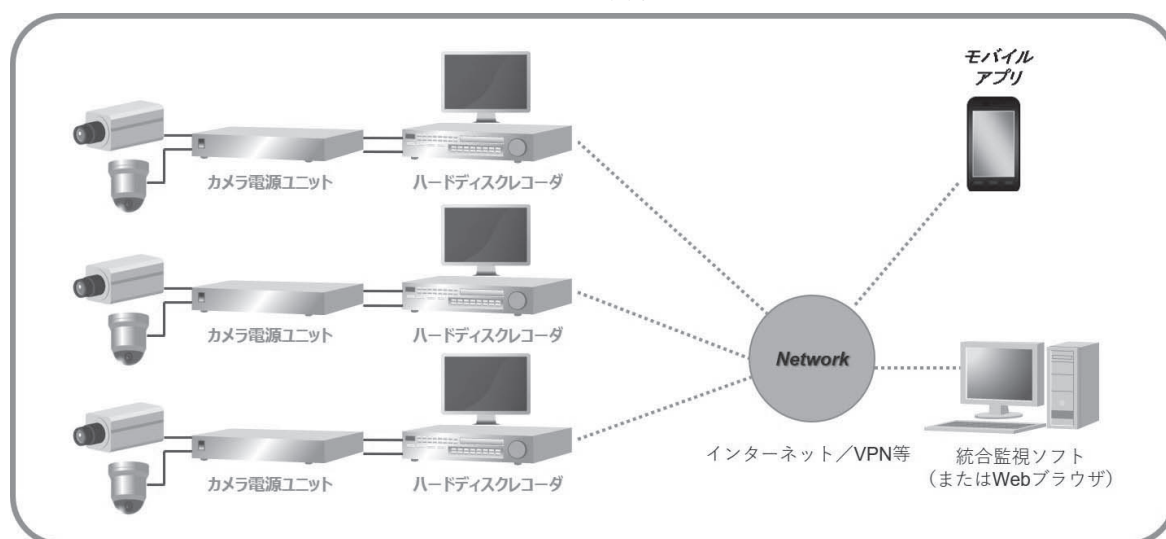 モバイル
アプリ
カメラ電源ユニット
ハードディスクレコーダ
カメラ電源ユニット
ハードディスクレコーダ
Network
インターネット／VPN等
統合監視ソフト
（またはWebブラウザ）
カメラ電源ユニット
ハードディスクレコーダ